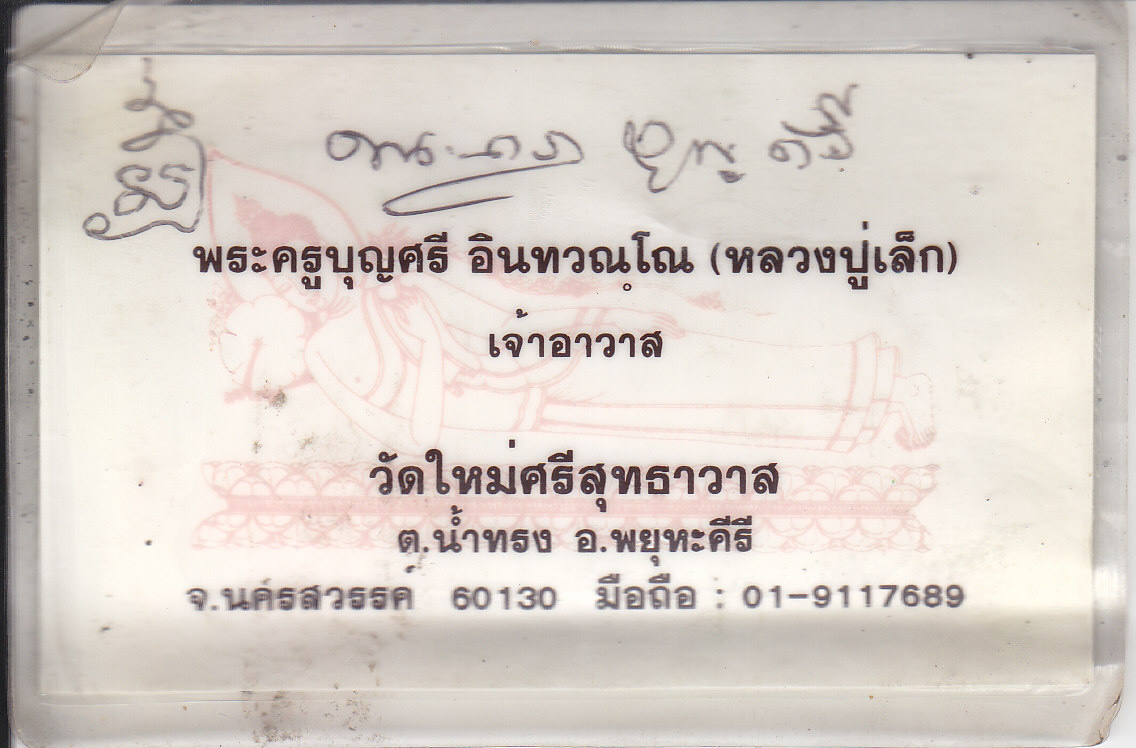 พระครูบุญศรี อินทวณฺโณ (หลวงปู่เล็ก)
เจ้าอาวาส
วัดใหม่ศรีสุทธาวาส
ต.น้ำทรง อ.พยุหะคีรี
จ.นครสวรรค์ 60130 มือถือ : 01-9117689